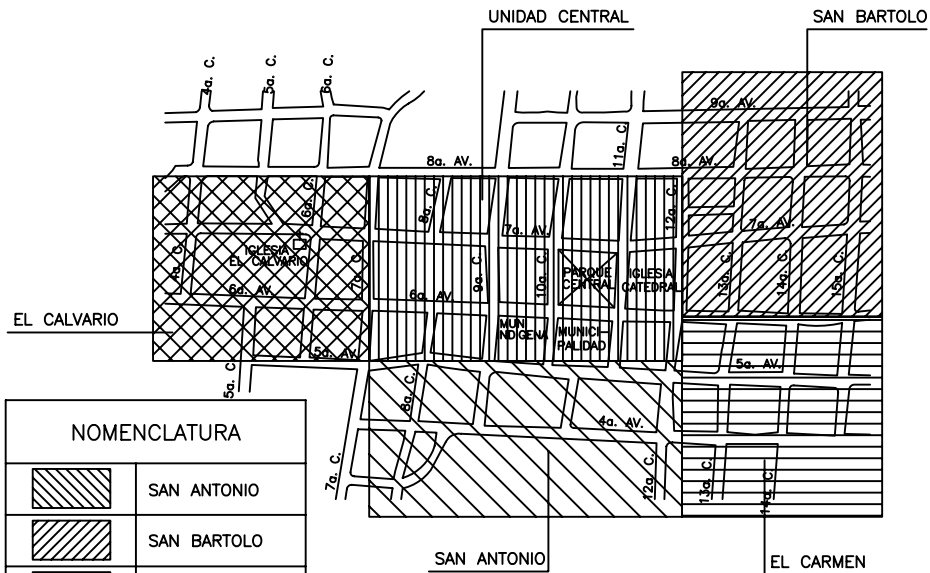 UNIDAD CENTRAL
SAN BARTOLO
4a. C.
5a. C.
6a. C.
9a. AV.
11a. C.
8a. AV.
8a. AV.
6a. C.
8a. C.
12a. C.
7a. AV.
7a. AV.
IGLESIA
EL CALVARIO
4a. C.
7a. C.
9a. C.
10a. C.
PARQUE
CENTRAL
IGLESIA
CATEDRAL
13a. C.
14a. C.
15a. C.
6a. AV.
6a. AV.
EL CALVARIO
MUN
INDIGENA
MUNICI-
PALIDAD
5a. AV.
5a. AV.
5a. C.
8a. C.
4a. AV.
NOMENCLATURA
7a. C.
12a. C.
13a. C.
14a. C.
SAN ANTONIO
SAN BARTOLO
SAN ANTONIO
EL CARMEN